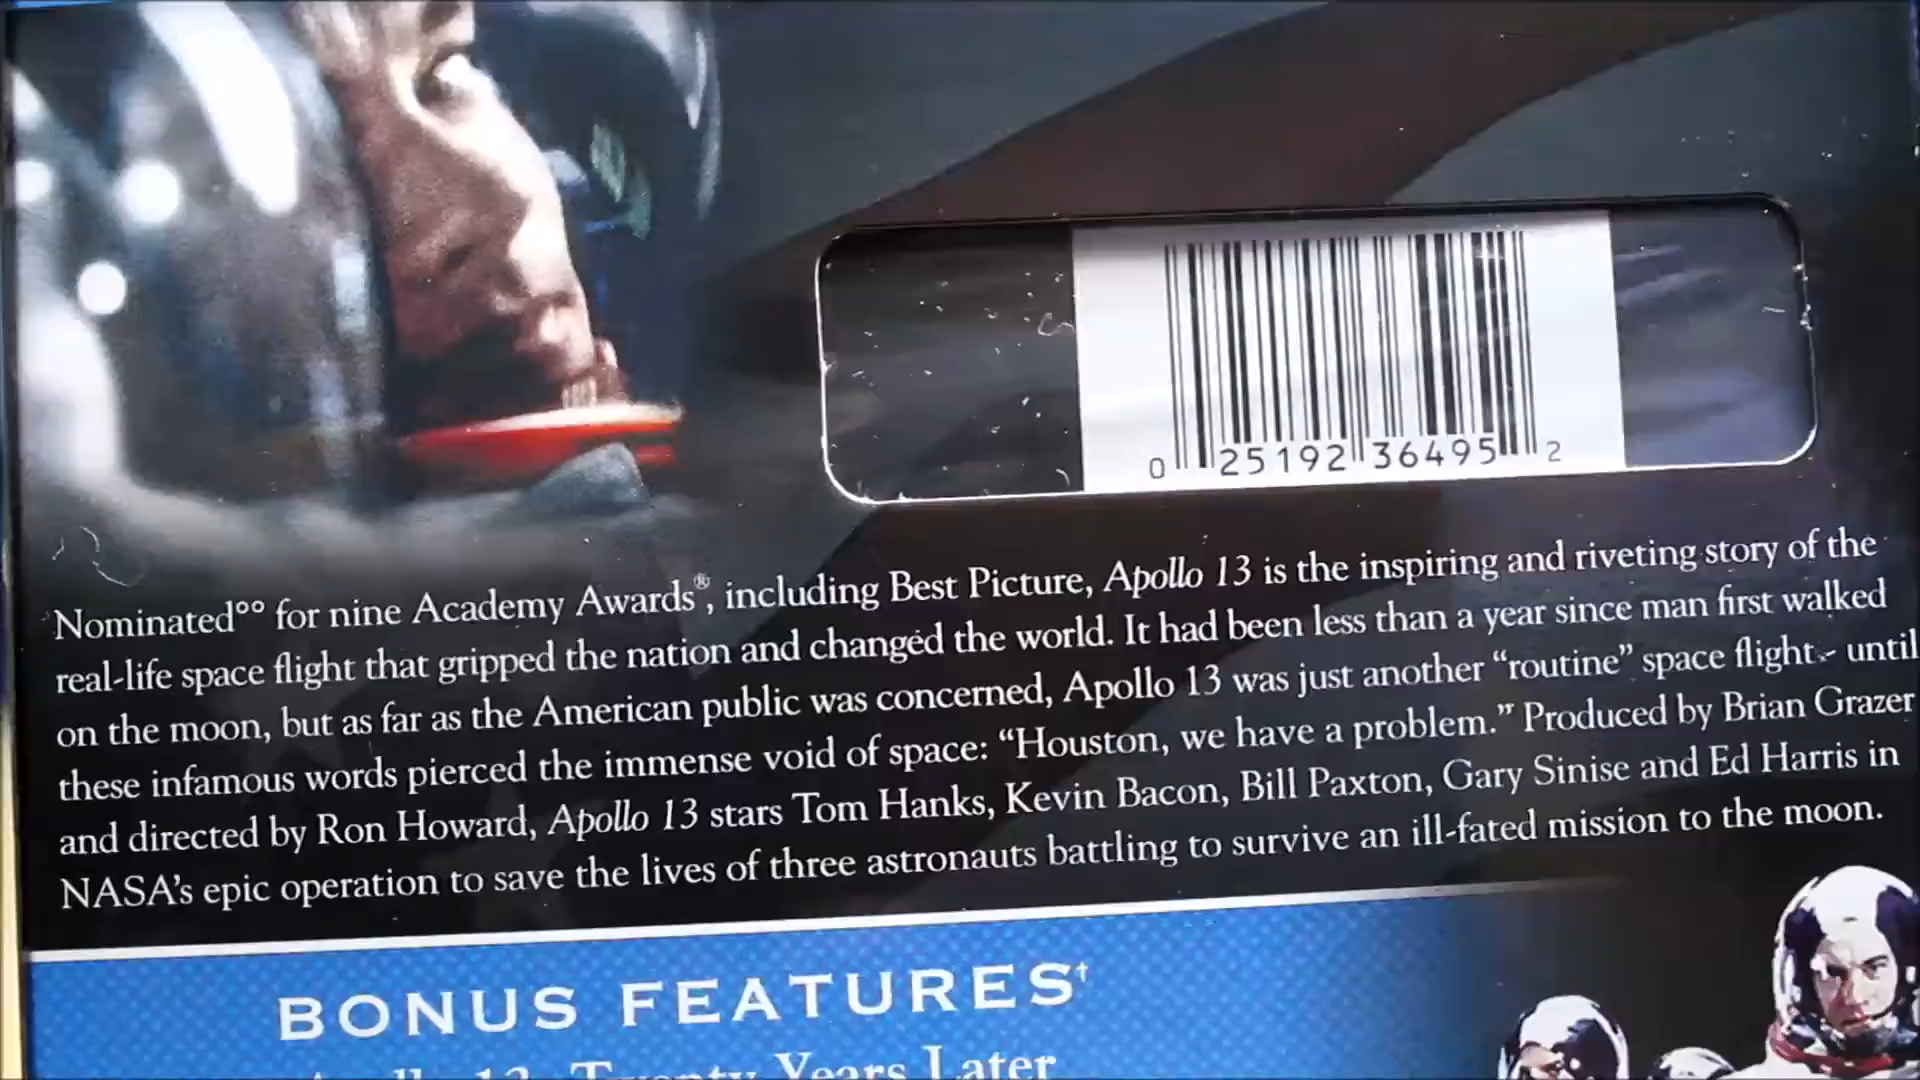 0 25192 36495 2
Nominated°° for nine Academy Awards®, including Best Picture, Apollo 13 is the inspiring and riveting story of the
real-life space flight that gripped the nation and changed the world. It had been less than a year since man first walked
on the moon, but as far as the American public was concerned, Apollo 13 was just another “routine” space flight - until
these infamous words pierced the immense void of space: “Houston, we have a problem.” Produced by Brian Grazer
and directed by Ron Howard, Apollo 13 stars Tom Hanks, Kevin Bacon, Bill Paxton, Gary Sinise and Ed Harris in
NASA’s epic operation to save the lives of three astronauts battling to survive an ill-fated mission to the moon.
BONUS FEATURES†
Apollo 13: Twenty Years Later